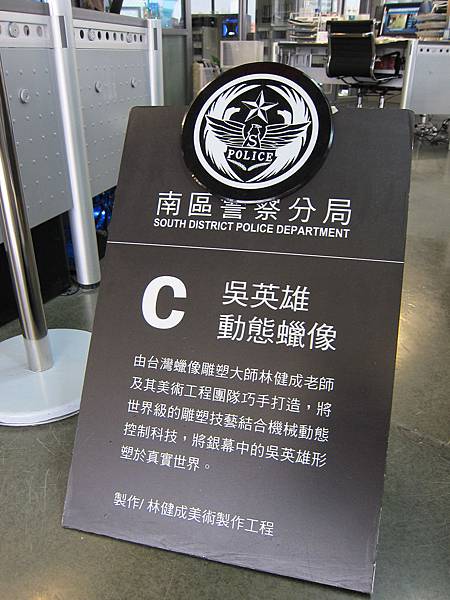 S
POLICE
南區警察分局
SOUTH DISTRICT POLICE DEPARTMENT
C 吳英雄
動態蠟像
由台灣蠟像雕塑大師林健成老師
及其美術工程團隊巧手打造,將
世界級的雕塑技藝結合機械動態
控制科技,將銀幕中的吳英雄形
塑於真實世界。
製作/林健成美術製作工程